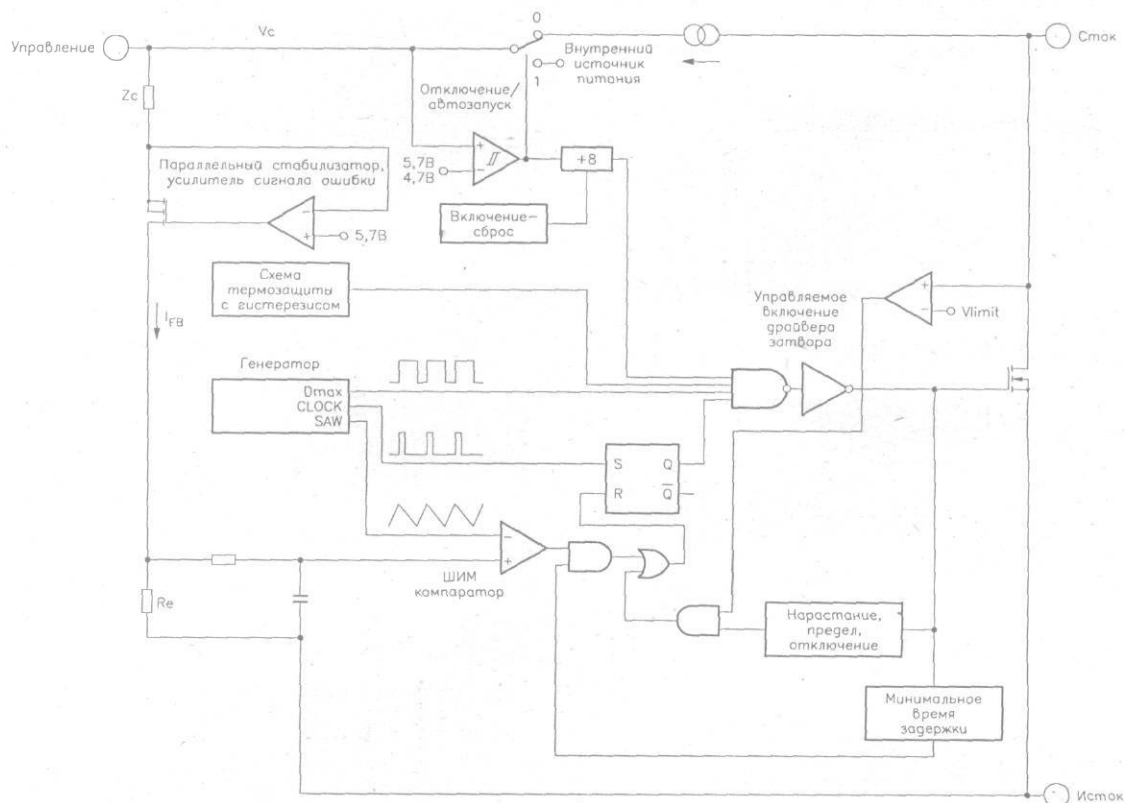 Управление
Vc
0
Сток
Внутренний
источник
питания
1
Zc
Отключение/
автозапуск
+
5,7В
4,7В
−
+8
Параллельный стабилизатор,
усилитель сигнала ошибки
−
+
5,7В
Включение–
сброс
Схема
термозащиты
с гистерезисом
Управляемое
включение
драйвера
затвора
+
−
Vlimit
IFB
Генератор
Dmax
CLOCK
SAW
S Q
R Q̅
−
+
ШИМ
компаратор
Re
Нарастание,
предел,
отключение
Минимальное
время
задержки
Исток